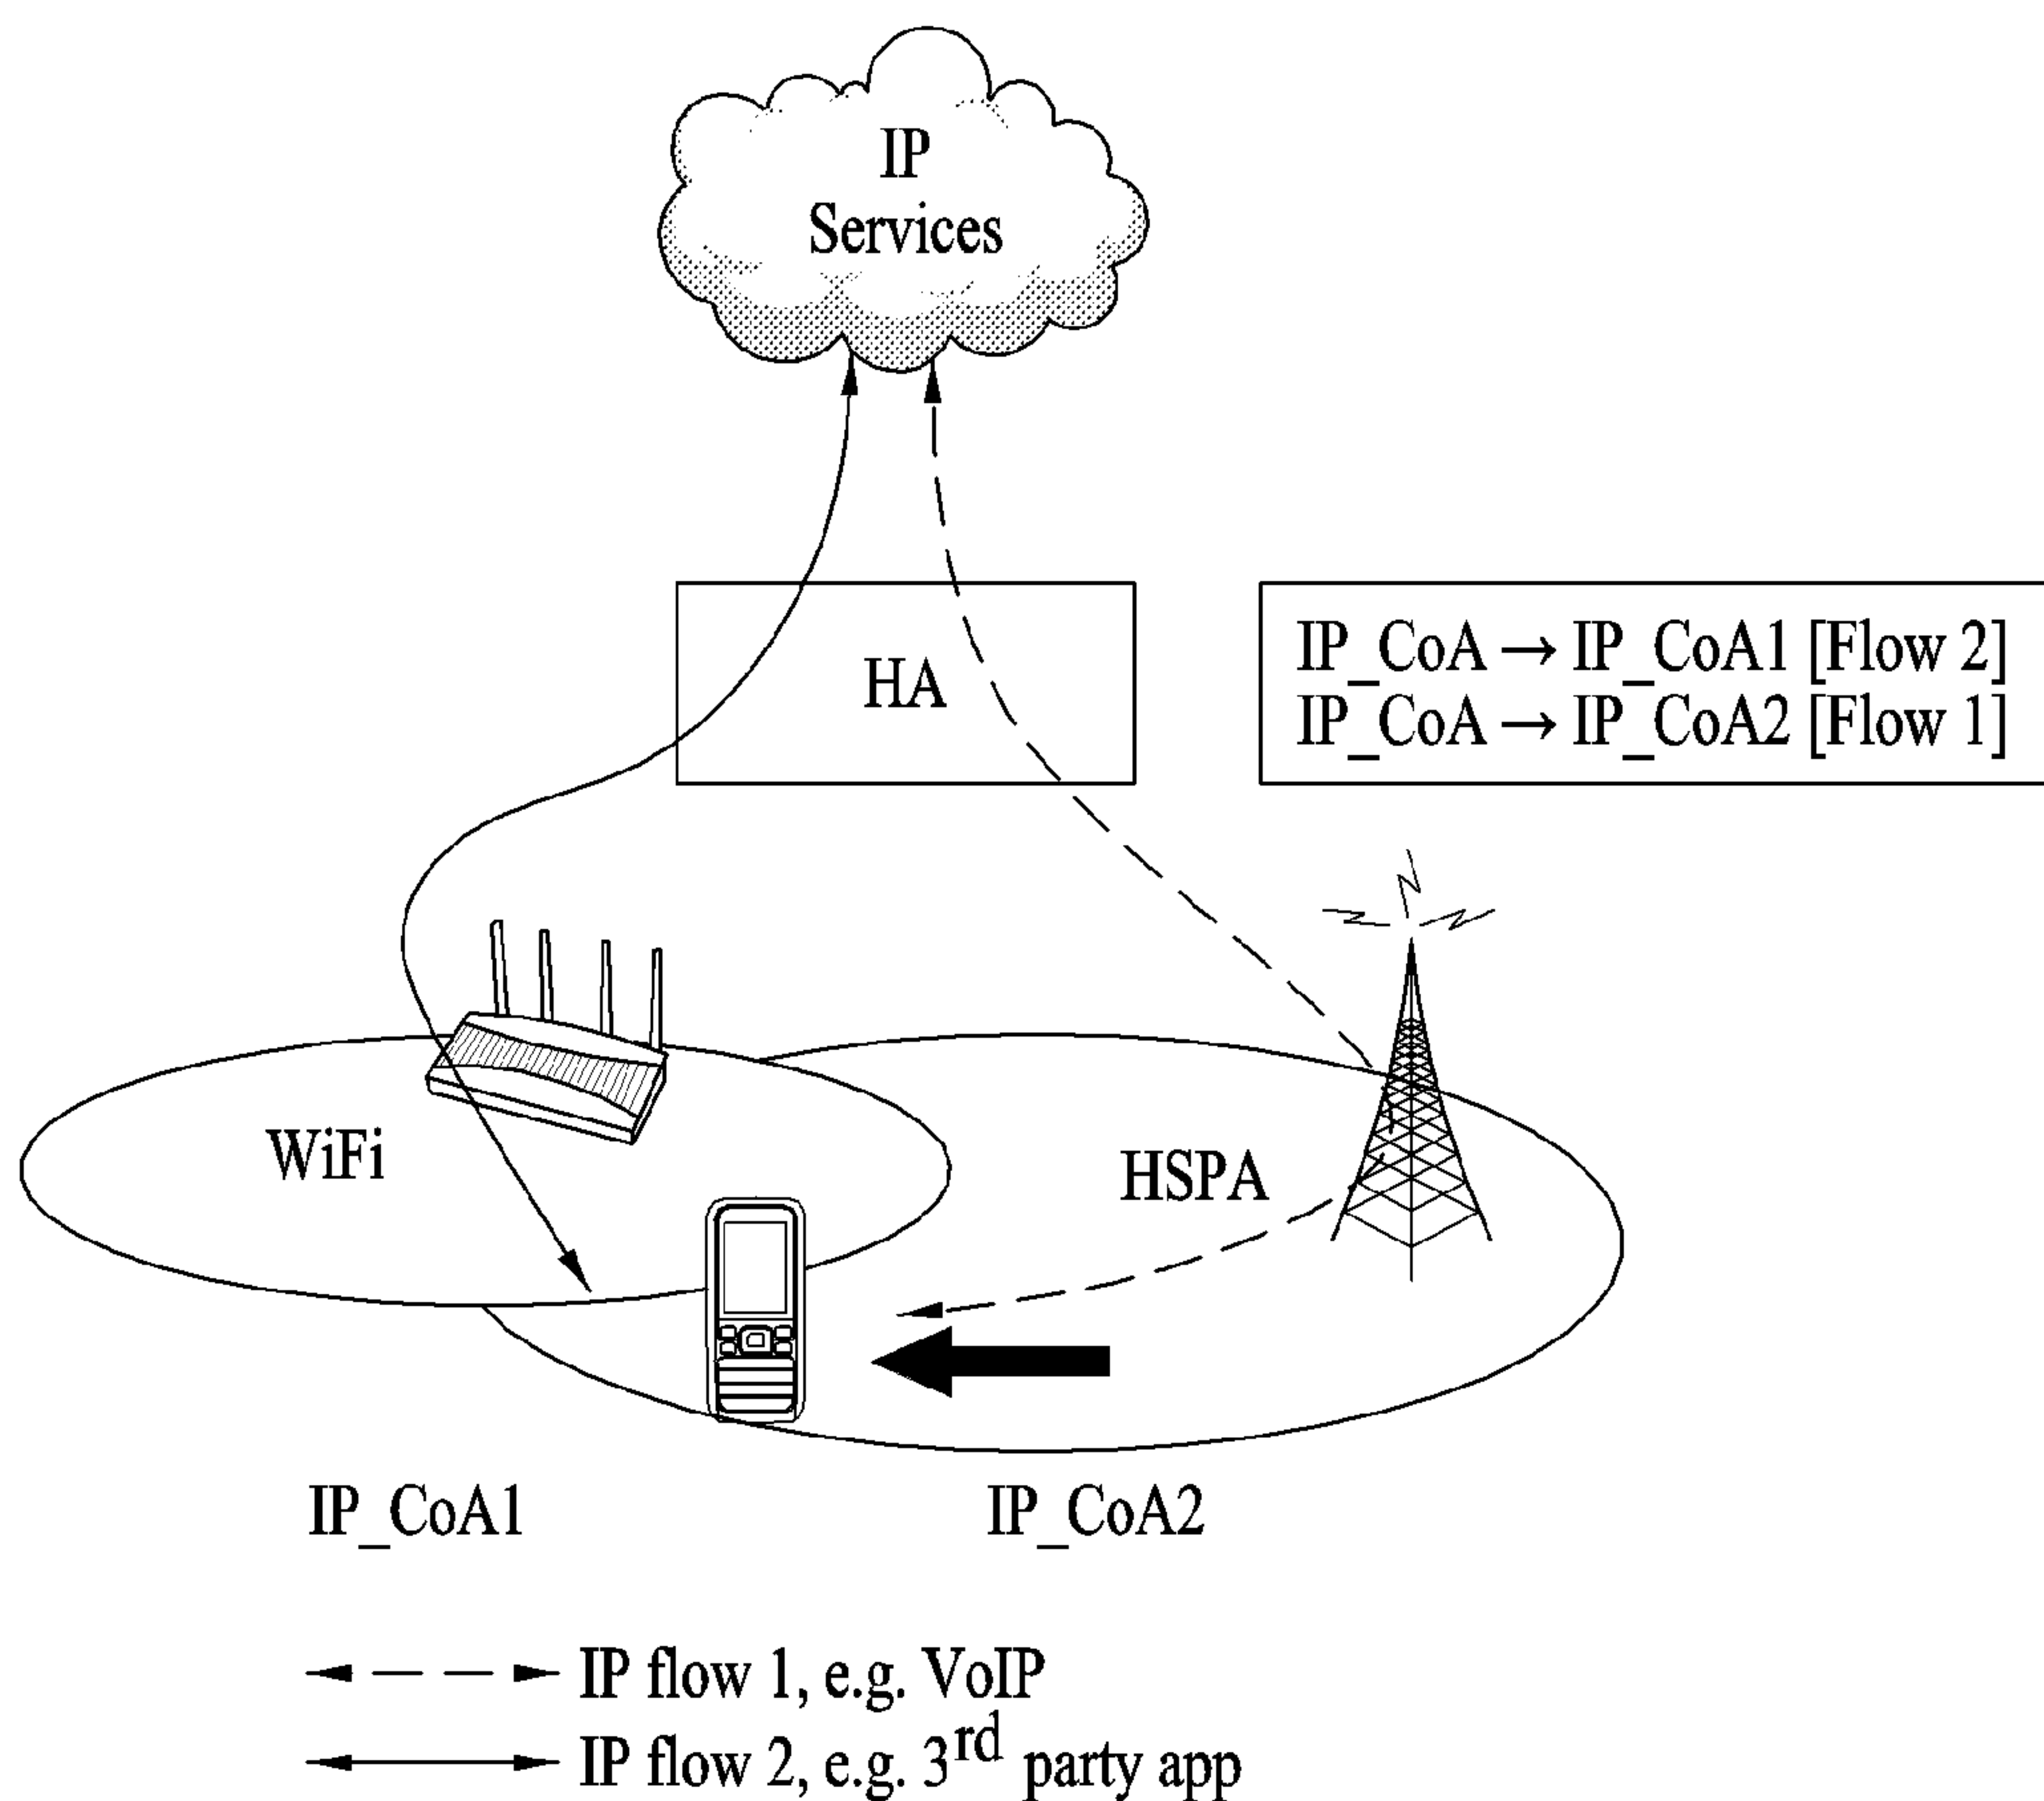 IP
Services
HA
IP_CoA → IP_CoA1 [Flow 2]
IP_CoA → IP_CoA2 [Flow 1]
WiFi
HSPA
IP_CoA1
IP_CoA2
IP flow 1, e.g. VoIP
IP flow 2, e.g. 3rd party app